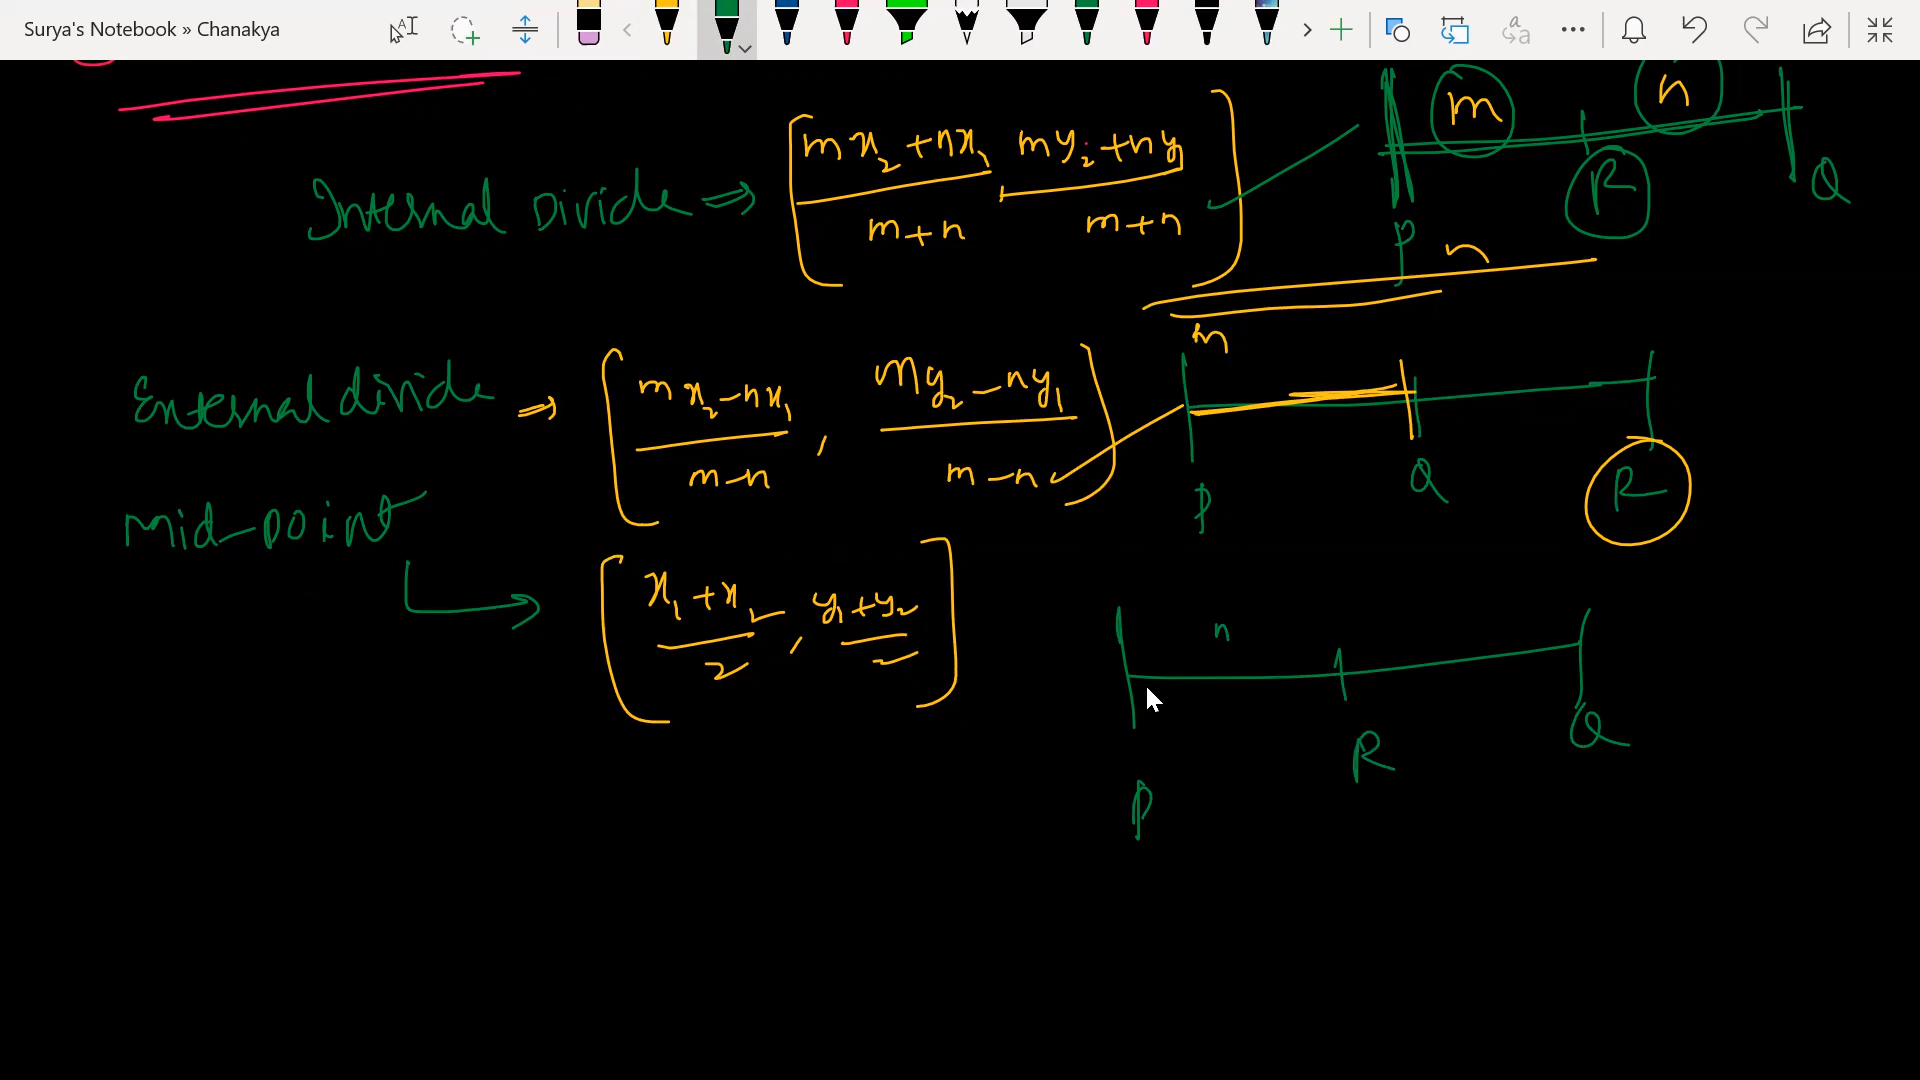 Surya's Notebook » Chanakya
Internal Divide ⇒ [ (mx₂+nx₁)/(m+n) (my₂+ny₁)/(m+n) ]
m n
P R Q
External divide ⇒ ( (mx₂-nx₁)/(m-n) , (my₂-ny₁)/(m-n) )
n
m
P Q R
mid-point
[ (x₁+x₂)/2 , (y₁+y₂)/2 ]
n
P R Q